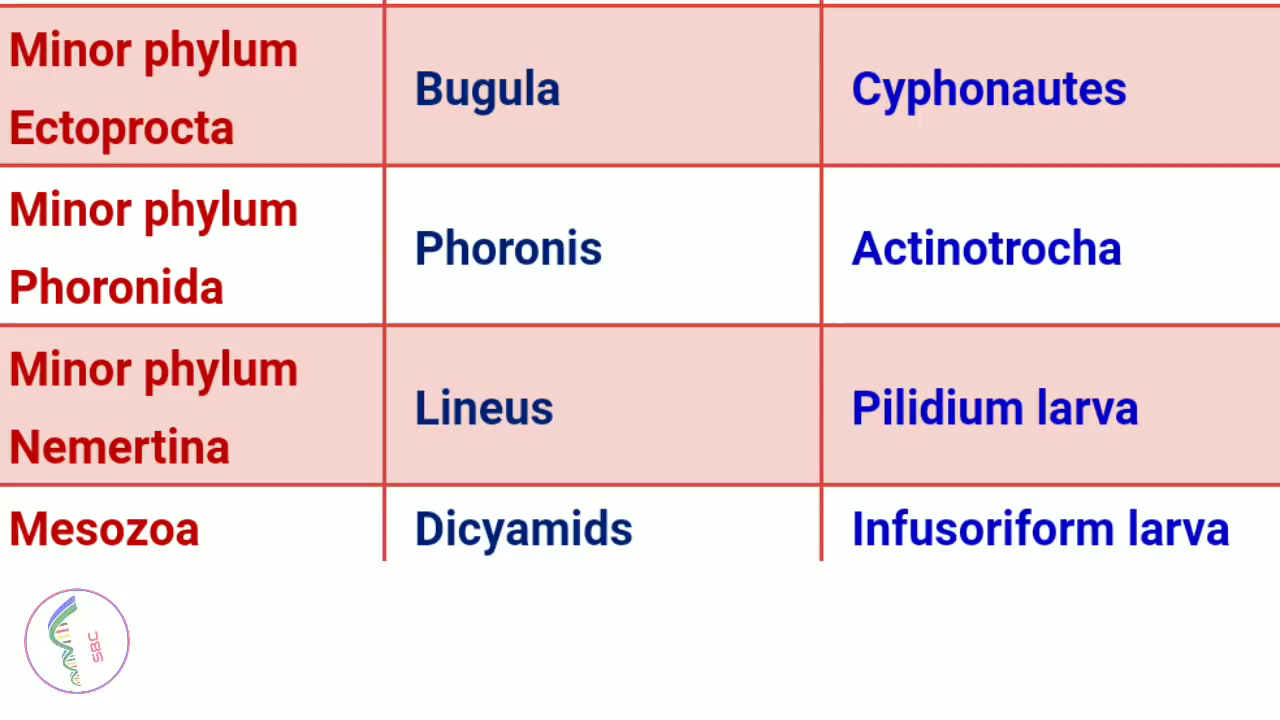 Minor phylum
Ectoprocta
Bugula
Cyphonautes
Minor phylum
Phoronida
Phoronis
Actinotrocha
Minor phylum
Nemertina
Lineus
Pilidium larva
Mesozoa
Dicyamids
Infusoriform larva
JBS